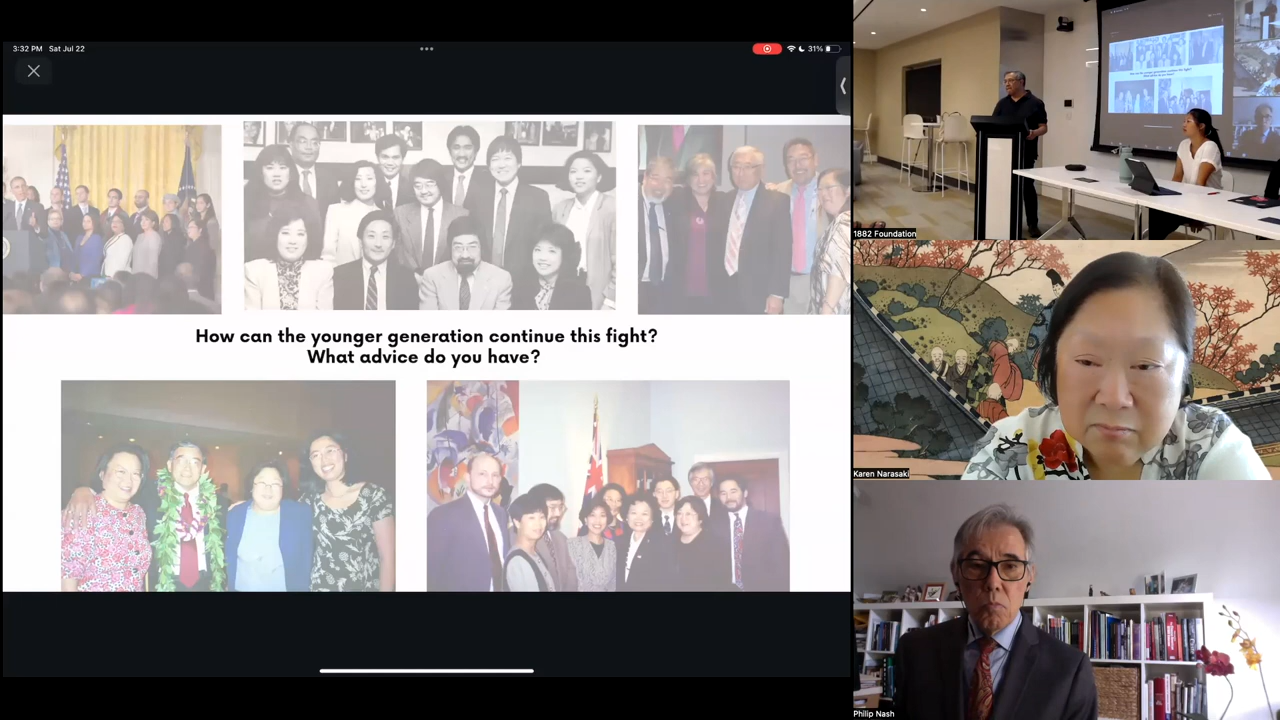 3:32 PM Sat Jul 22
31%
How can the younger generation continue this fight?
What advice do you have?
1882 Foundation
Karen Narasaki
Philip Nash